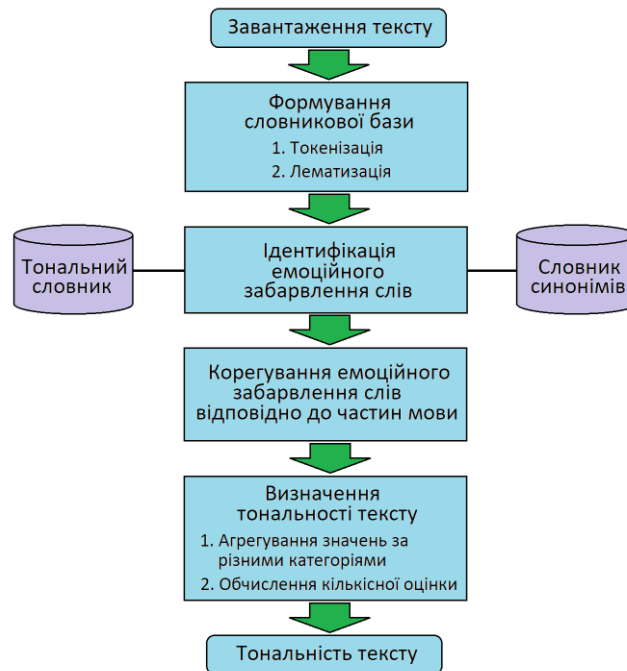 Завантаження тексту
Формування
словникової бази
1. Токенізація
2. Лематизація
Тональний
словник
Ідентифікація
емоційного
забарвлення слів
Словник
синонімів
Корегування емоційного
забарвлення слів
відповідно до частин мови
Визначення
тональності тексту
1. Агрегування значень за
різними категоріями
2. Обчислення кількісної оцінки
Тональність тексту